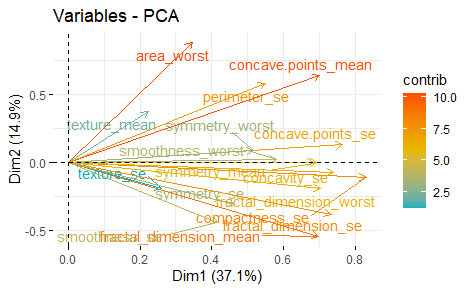 Variables - PCA
area_worst
concave.points_mean
perimeter_se
texture_mean
symmetry_worst
concave.points_se
smoothness_worst
texture_se
symmetry_mean
concavity_se
symmetry_se
fractal_dimension_worst
compactness_se
fractal_dimension_se
smoothness_se
fractal_dimension_mean
0.5
0.0
-0.5
Dim2 (14.9%)
0.0
0.2
0.4
0.6
0.8
Dim1 (37.1%)
contrib
10.0
7.5
5.0
2.5